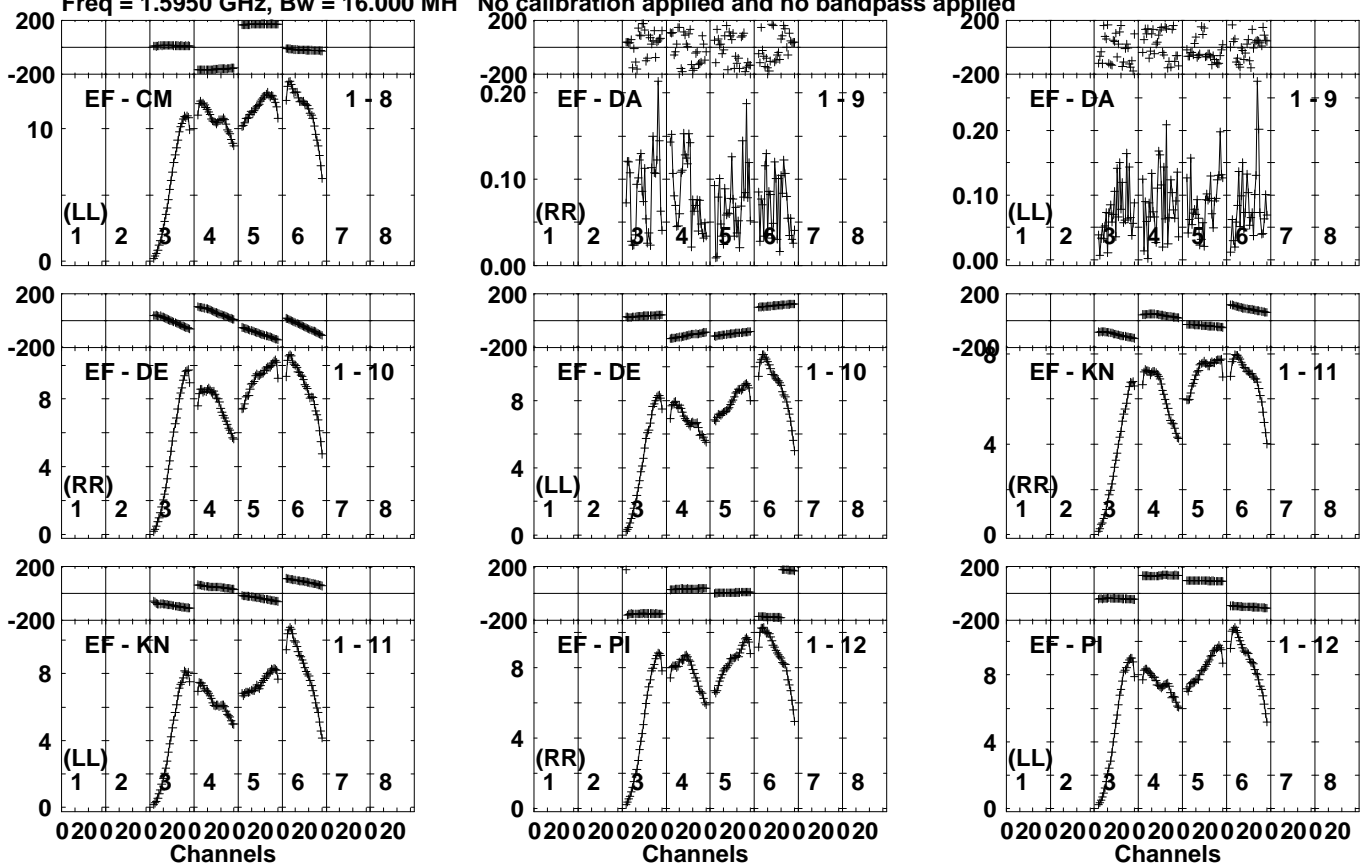 Freq = 1.5950 GHz, Bw = 16.000 MH No calibration applied and no bandpass applied
200
-200
EF - CM 1 - 8
10
(LL)
1 2 3 4 5 6 7 8
0
200
-200
EF - DA 1 - 9
0.20
0.10
(RR)
1 2 3 4 5 6 7 8
0.00
200
-200
EF - DA 1 - 9
0.20
0.10
(LL)
1 2 3 4 5 6 7 8
0.00
200
-200
EF - DE 1 - 10
8
4
(RR)
1 2 3 4 5 6 7 8
0
200
-200
EF - DE 1 - 10
8
4
(LL)
1 2 3 4 5 6 7 8
0
200
-200
8
EF - KN 1 - 11
4
(RR)
1 2 3 4 5 6 7 8
0
200
-200
EF - KN 1 - 11
8
4
(LL)
1 2 3 4 5 6 7 8
0
0 20 0 20 0 20 0 20 0 20 0 20 0 20 0 20
Channels
200
-200
EF - PI 1 - 12
8
4
(RR)
1 2 3 4 5 6 7 8
0
0 20 0 20 0 20 0 20 0 20 0 20 0 20 0 20
Channels
200
-200
EF - PI 1 - 12
8
4
(LL)
1 2 3 4 5 6 7 8
0
0 20 0 20 0 20 0 20 0 20 0 20 0 20 0 20
Channels